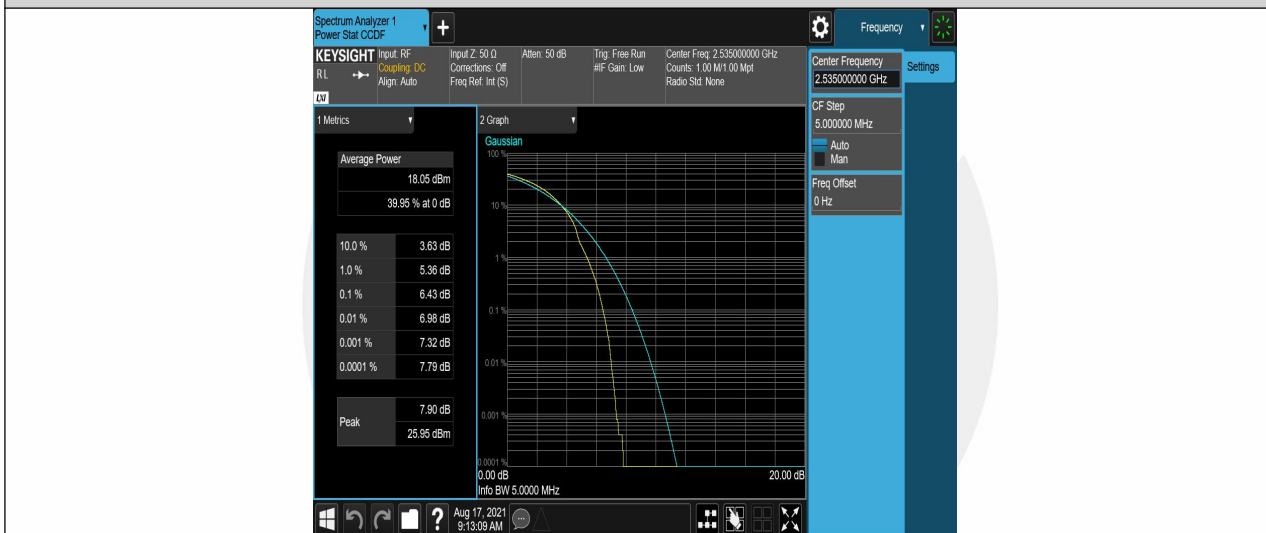 Spectrum Analyzer 1
Power Stat CCDF
+
Frequency
KEYSIGHT
RL
LXI
Input: RF
Coupling: DC
Align: Auto
Input Z: 50 Ω
Corrections: Off
Freq Ref: Int (S)
Atten: 50 dB
Trig: Free Run
#IF Gain: Low
Center Freq: 2.535000000 GHz
Counts: 1.00 M/1.00 Mpt
Radio Std: None
Center Frequency
2.535000000 GHz
Settings
CF Step
5.000000 MHz
Auto
Man
Freq Offset
0 Hz
1 Metrics
Average Power
18.05 dBm
39.95 % at 0 dB
10.0 % 3.63 dB
1.0 % 5.36 dB
0.1 % 6.43 dB
0.01 % 6.98 dB
0.001 % 7.32 dB
0.0001 % 7.79 dB
Peak
7.90 dB
25.95 dBm
2 Graph
Gaussian
100 %
10 %
1 %
0.1 %
0.01 %
0.001 %
0.0001 %
0.00 dB 20.00 dB
Info BW 5.0000 MHz
?
Aug 17, 2021
9:13:09 AM